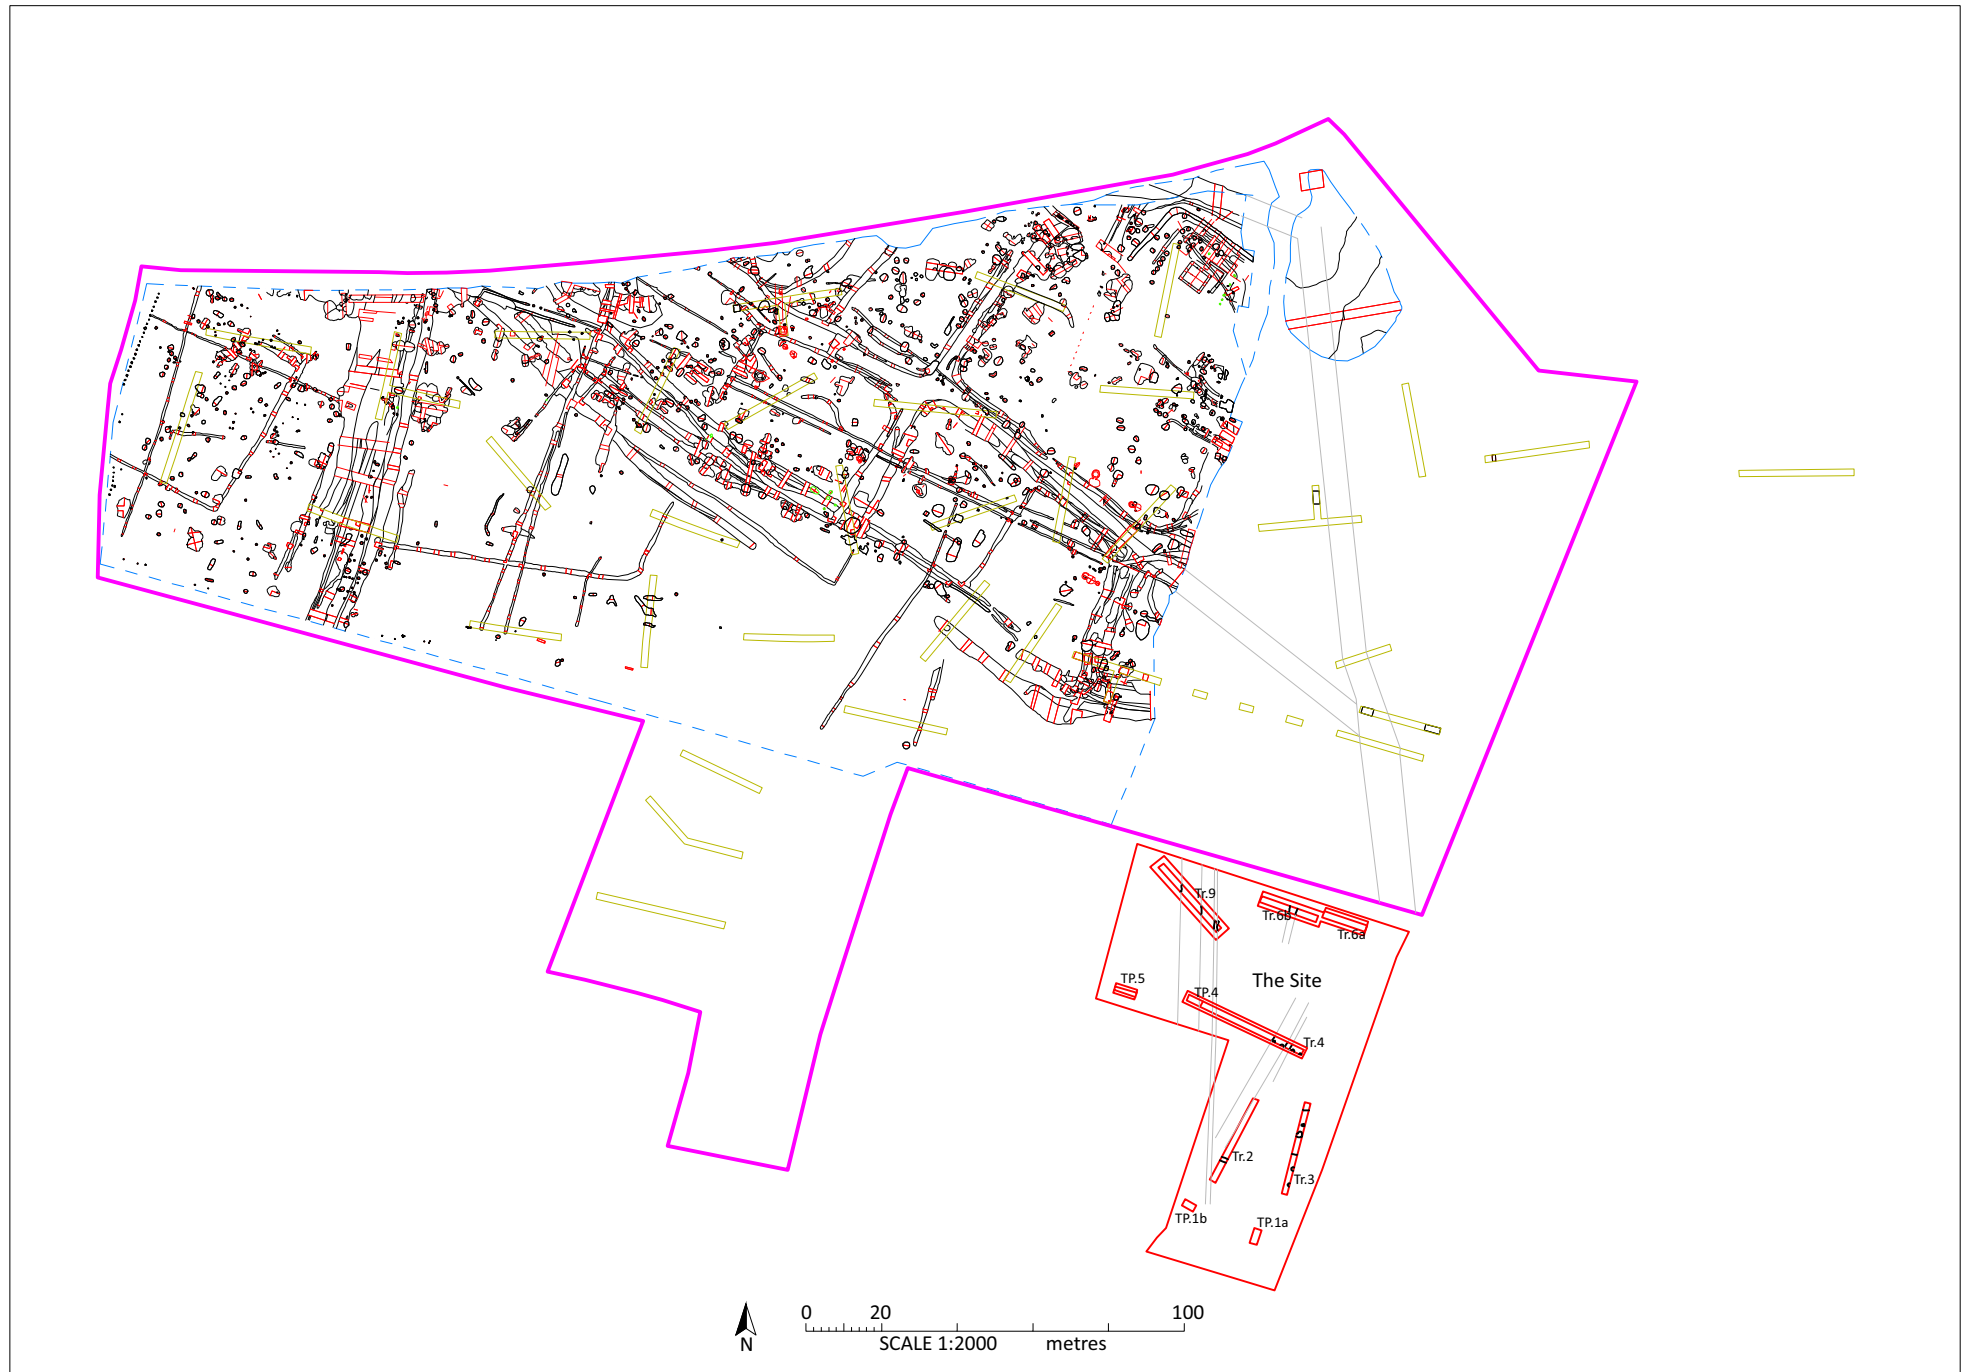 Tr.9
Tr.6b
Tr.6a
TP.5
The Site
TP.4
Tr.4
Tr.2
Tr.3
TP.1b
TP.1a
0 20 100
N
SCALE 1:2000 metres